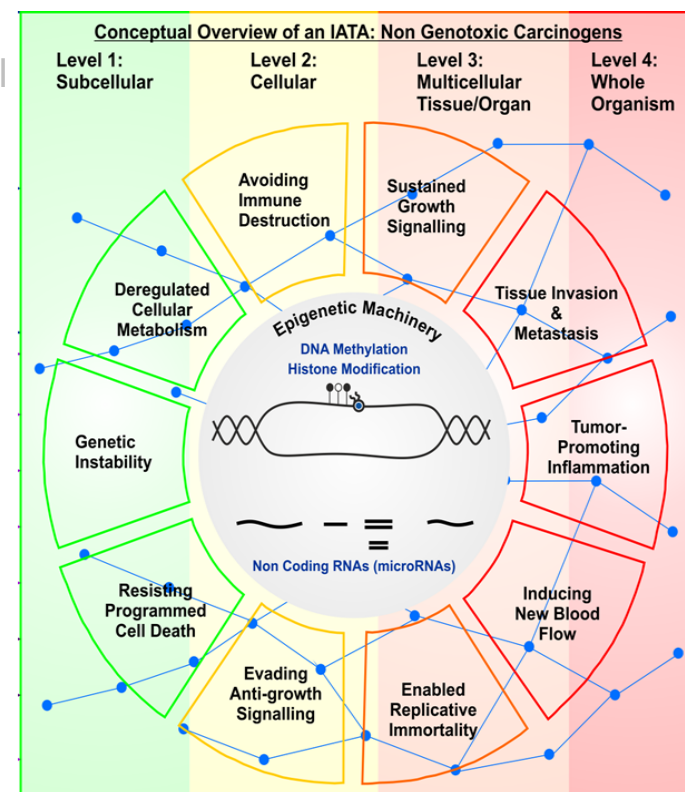 Conceptual Overview of an IATA: Non Genotoxic Carcinogens
Level 1:
Subcellular
Level 2:
Cellular
Level 3:
Multicellular
Tissue/Organ
Level 4:
Whole
Organism
Avoiding
Immune
Destruction
Sustained
Growth
Signalling
Deregulated
Cellular
Metabolism
Tissue Invasion
&
Metastasis
Epigenetic Machinery
DNA Methylation
Histone Modification
Genetic
Instability
Tumor-
Promoting
Inflammation
Non Coding RNAs (microRNAs)
Resisting
Programmed
Cell Death
Inducing
New Blood
Flow
Evading
Anti-growth
Signalling
Enabled
Replicative
Immortality